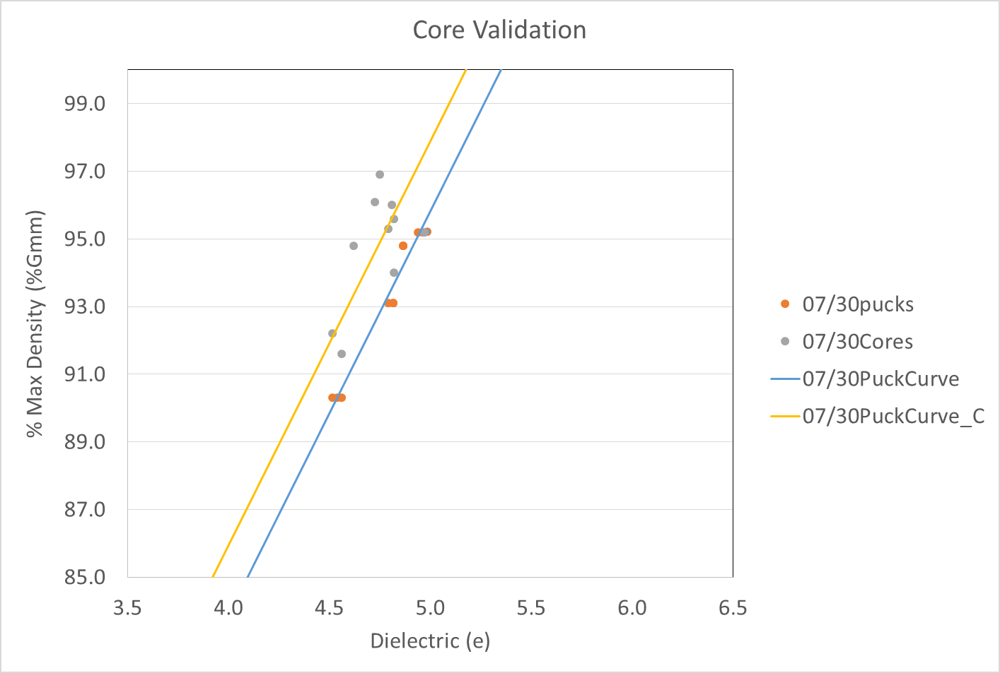 Core Validation
99.0
97.0
95.0
93.0
91.0
89.0
87.0
85.0
% Max Density (%Gmm)
3.5 4.0 4.5 5.0 5.5 6.0 6.5
Dielectric (e)
07/30pucks
07/30Cores
07/30PuckCurve
07/30PuckCurve_C